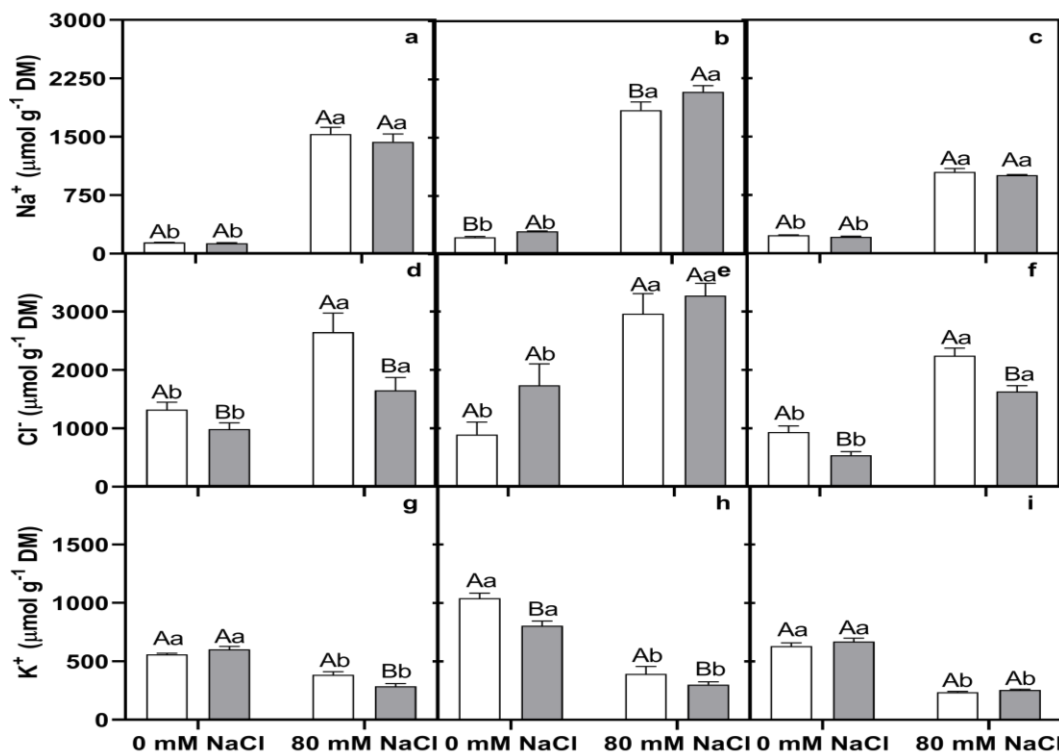 3000
2250
1500
750
0
Na⁺ (µmol g⁻¹ DM)
a
Ab
Ab
Aa
Aa
b
Bb
Ab
Ba
Aa
c
Ab
Ab
Aa
Aa
3000
2000
1000
0
Cl⁻ (µmol g⁻¹ DM)
d
Ab
Bb
Aa
Ba
e
Ab
Ab
Aa
Aa
f
Ab
Bb
Aa
Ba
1500
1000
500
0
K⁺ (µmol g⁻¹ DM)
g
Aa
Aa
Ab
Bb
h
Aa
Ba
Ab
Bb
i
Aa
Aa
Ab
Ab
0 mM NaCl 80 mM NaCl 0 mM NaCl 80 mM NaCl 0 mM NaCl 80 mM NaCl